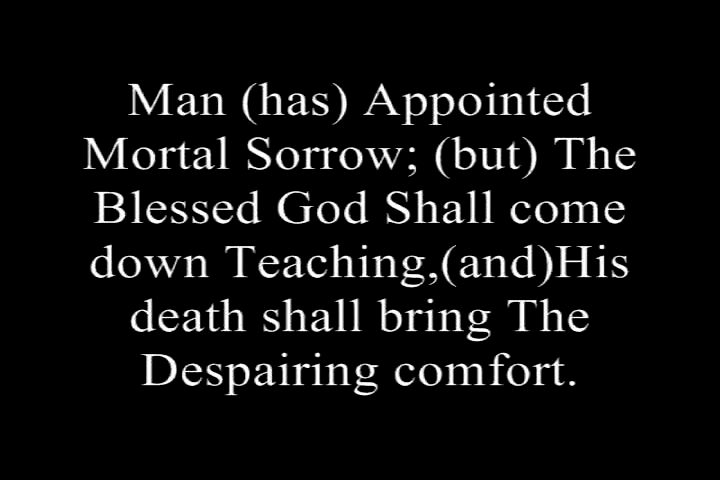 Man (has) Appointed
Mortal Sorrow; (but) The
Blessed God Shall come
down Teaching,(and)His
death shall bring The
Despairing comfort.